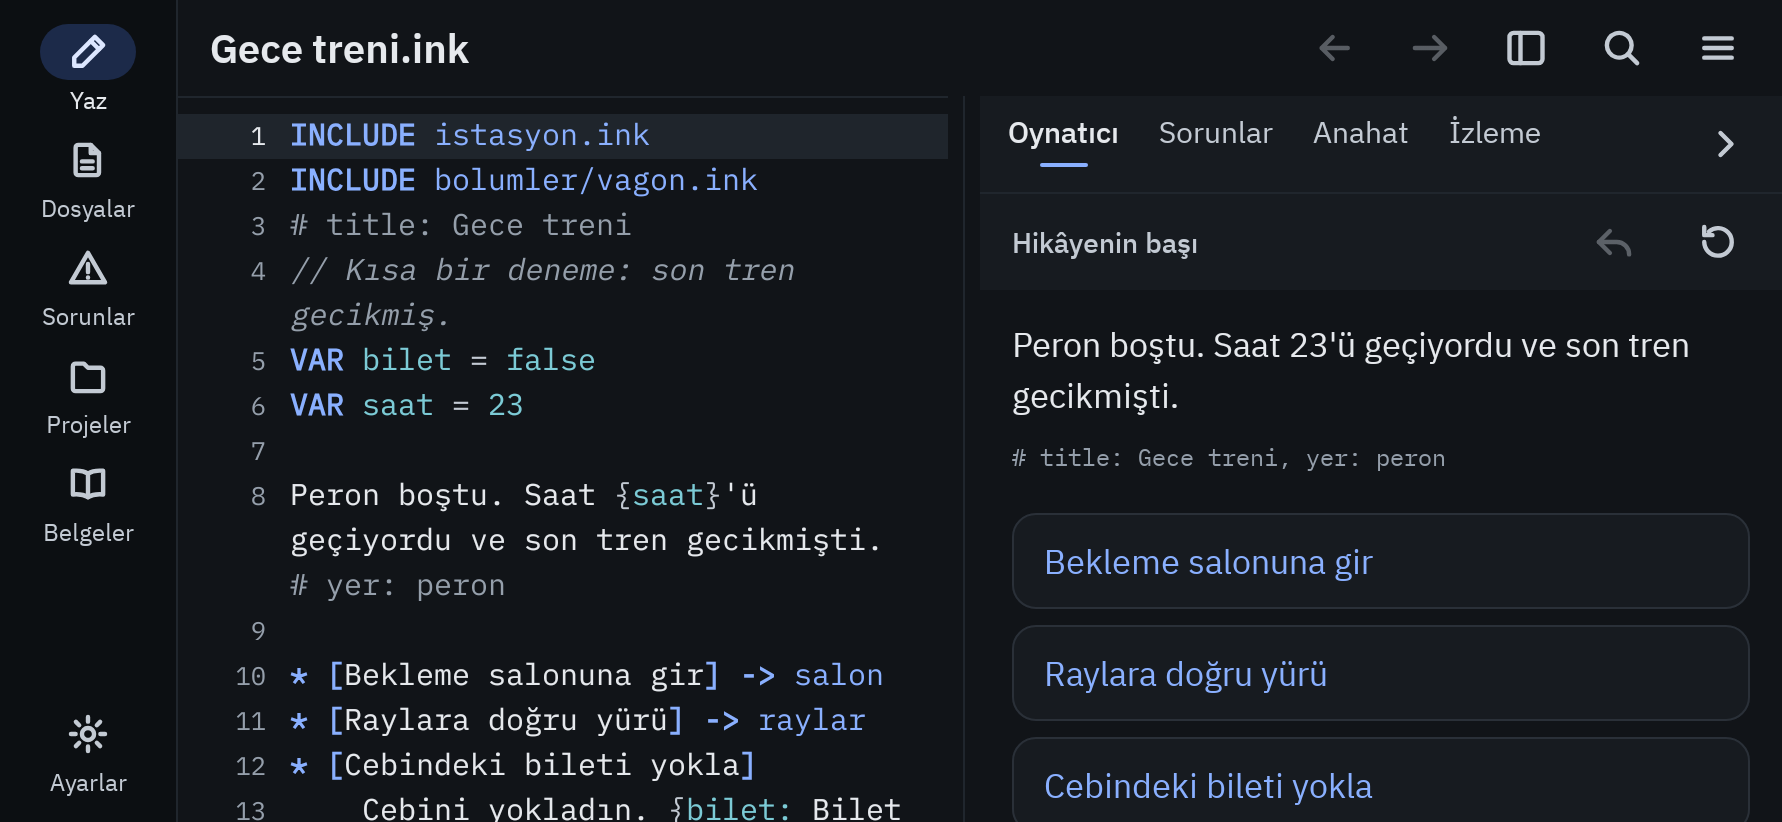 Yaz
Dosyalar
Sorunlar
Projeler
Belgeler
Ayarlar
Gece treni.ink
1 INCLUDE istasyon.ink
2 INCLUDE bolumler/vagon.ink
3 # title: Gece treni
4 // Kısa bir deneme: son tren
gecikmiş.
5 VAR bilet = false
6 VAR saat = 23
7
8 Peron boştu. Saat {saat}'ü
geçiyordu ve son tren gecikmişti.
# yer: peron
9
10 * [Bekleme salonuna gir] -> salon
11 * [Raylara doğru yürü] -> raylar
12 * [Cebindeki bileti yokla]
13 Cebini yokladın. {bilet: Bilet
Oynatıcı Sorunlar Anahat İzleme
Hikâyenin başı
Peron boştu. Saat 23'ü geçiyordu ve son tren
gecikmişti.
# title: Gece treni, yer: peron
Bekleme salonuna gir
Raylara doğru yürü
Cebindeki bileti yokla